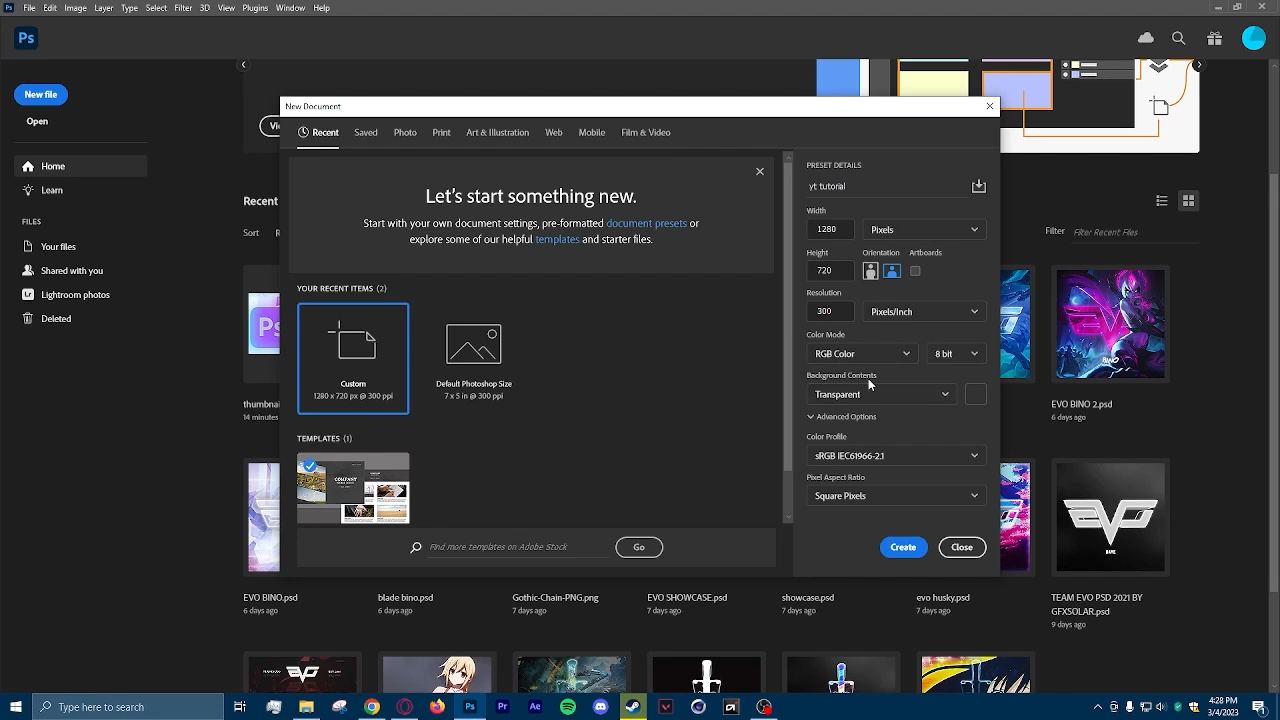 Ps File Edit Image Layer Type Select Filter 3D View Plugins Window Help
Ps
New file
Open
Home
Learn
FILES
Your files
Shared with you
Lightroom photos
Deleted
Recent
Sort
Filter Filter Recent Files
New Document
Recent Saved Photo Print Art & Illustration Web Mobile Film & Video
Let's start something new.
Start with your own document settings, pre-formatted document presets or
explore some of our helpful templates and starter files.
YOUR RECENT ITEMS (2)
Custom
1280 x 720 px @ 300 ppi
Default Photoshop Size
7 x 5 in @ 300 ppi
TEMPLATES (1)
COMPANY
Find more templates on Adobe Stock
Go
PRESET DETAILS
yt tutorial
Width
1280 Pixels
Height Orientation Artboards
720
Resolution
300 Pixels/Inch
Color Mode
RGB Color 8 bit
Background Contents
Transparent
Advanced Options
Color Profile
sRGB IEC61966-2.1
Pixel Aspect Ratio
Square Pixels
Create Close
Ps
thumbnai
14 minutes
EV
BINO
EVO BINO 2.psd
6 days ago
EVO BINO.psd
6 days ago
blade bino.psd
6 days ago
Gothic-Chain-PNG.png
7 days ago
EVO SHOWCASE.psd
7 days ago
showcase.psd
7 days ago
evo husky.psd
7 days ago
EVO
TEAM EVO PSD 2021 BY
GFXSOLAR.psd
9 days ago
Type here to search
Ps Pr Ae
4:28 PM
3/4/2023